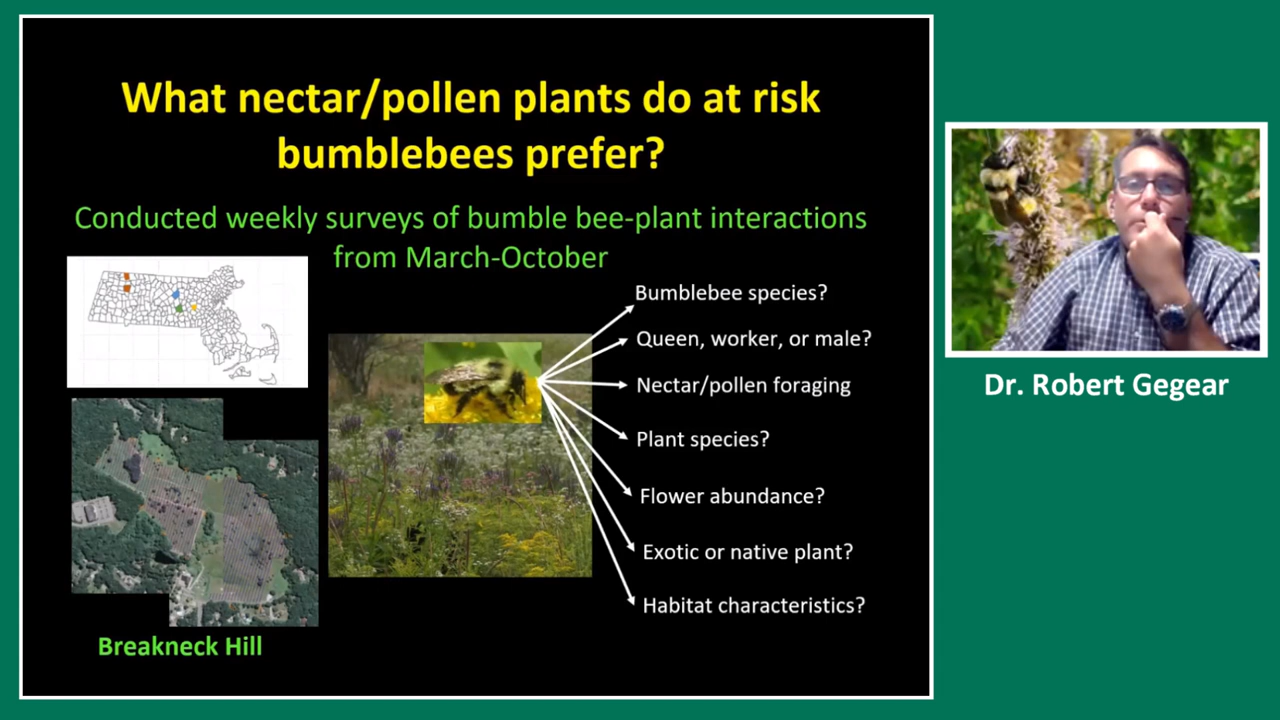 What nectar/pollen plants do at risk
bumblebees prefer?
Conducted weekly surveys of bumble bee-plant interactions
from March-October
Bumblebee species?
Queen, worker, or male?
Nectar/pollen foraging
Plant species?
Flower abundance?
Exotic or native plant?
Habitat characteristics?
Breakneck Hill
Dr. Robert Gegear